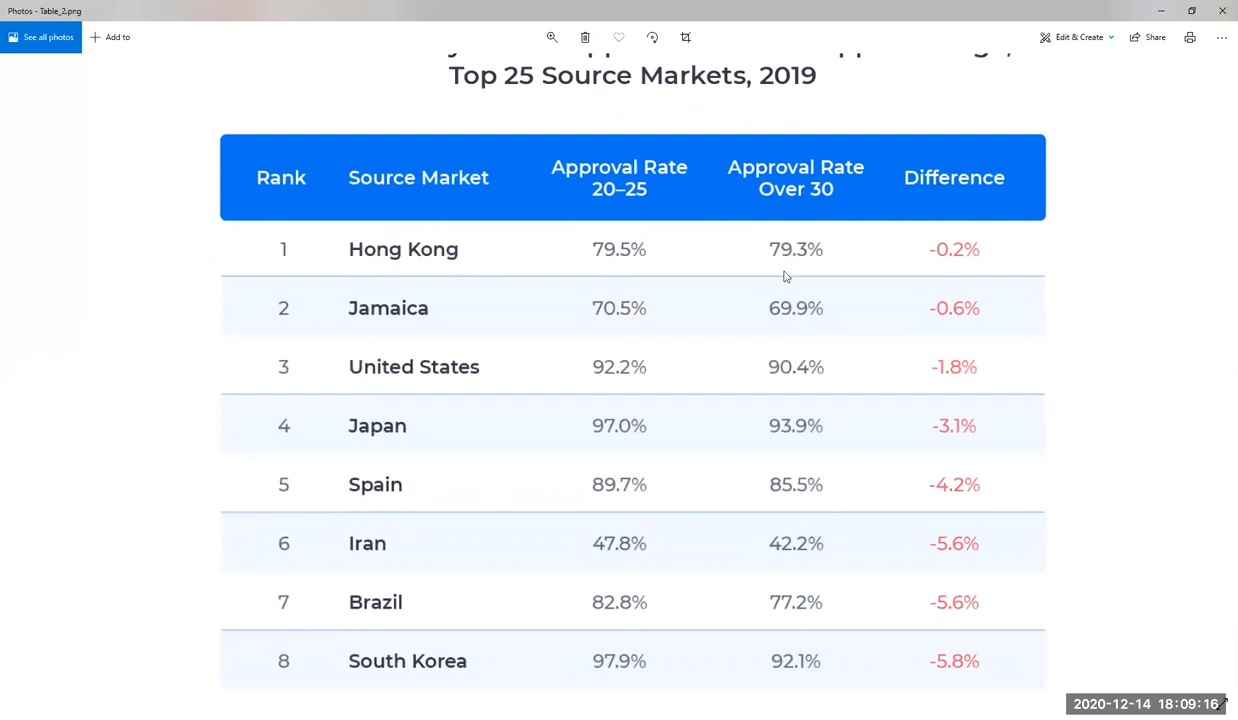 Photos - Table_2.png
See all photos
Add to
Edit & Create
Share
Top 25 Source Markets, 2019
Rank Source Market Approval Rate 20–25 Approval Rate Over 30 Difference
1 Hong Kong 79.5% 79.3% -0.2%
2 Jamaica 70.5% 69.9% -0.6%
3 United States 92.2% 90.4% -1.8%
4 Japan 97.0% 93.9% -3.1%
5 Spain 89.7% 85.5% -4.2%
6 Iran 47.8% 42.2% -5.6%
7 Brazil 82.8% 77.2% -5.6%
8 South Korea 97.9% 92.1% -5.8%
2020-12-14 18:09:16